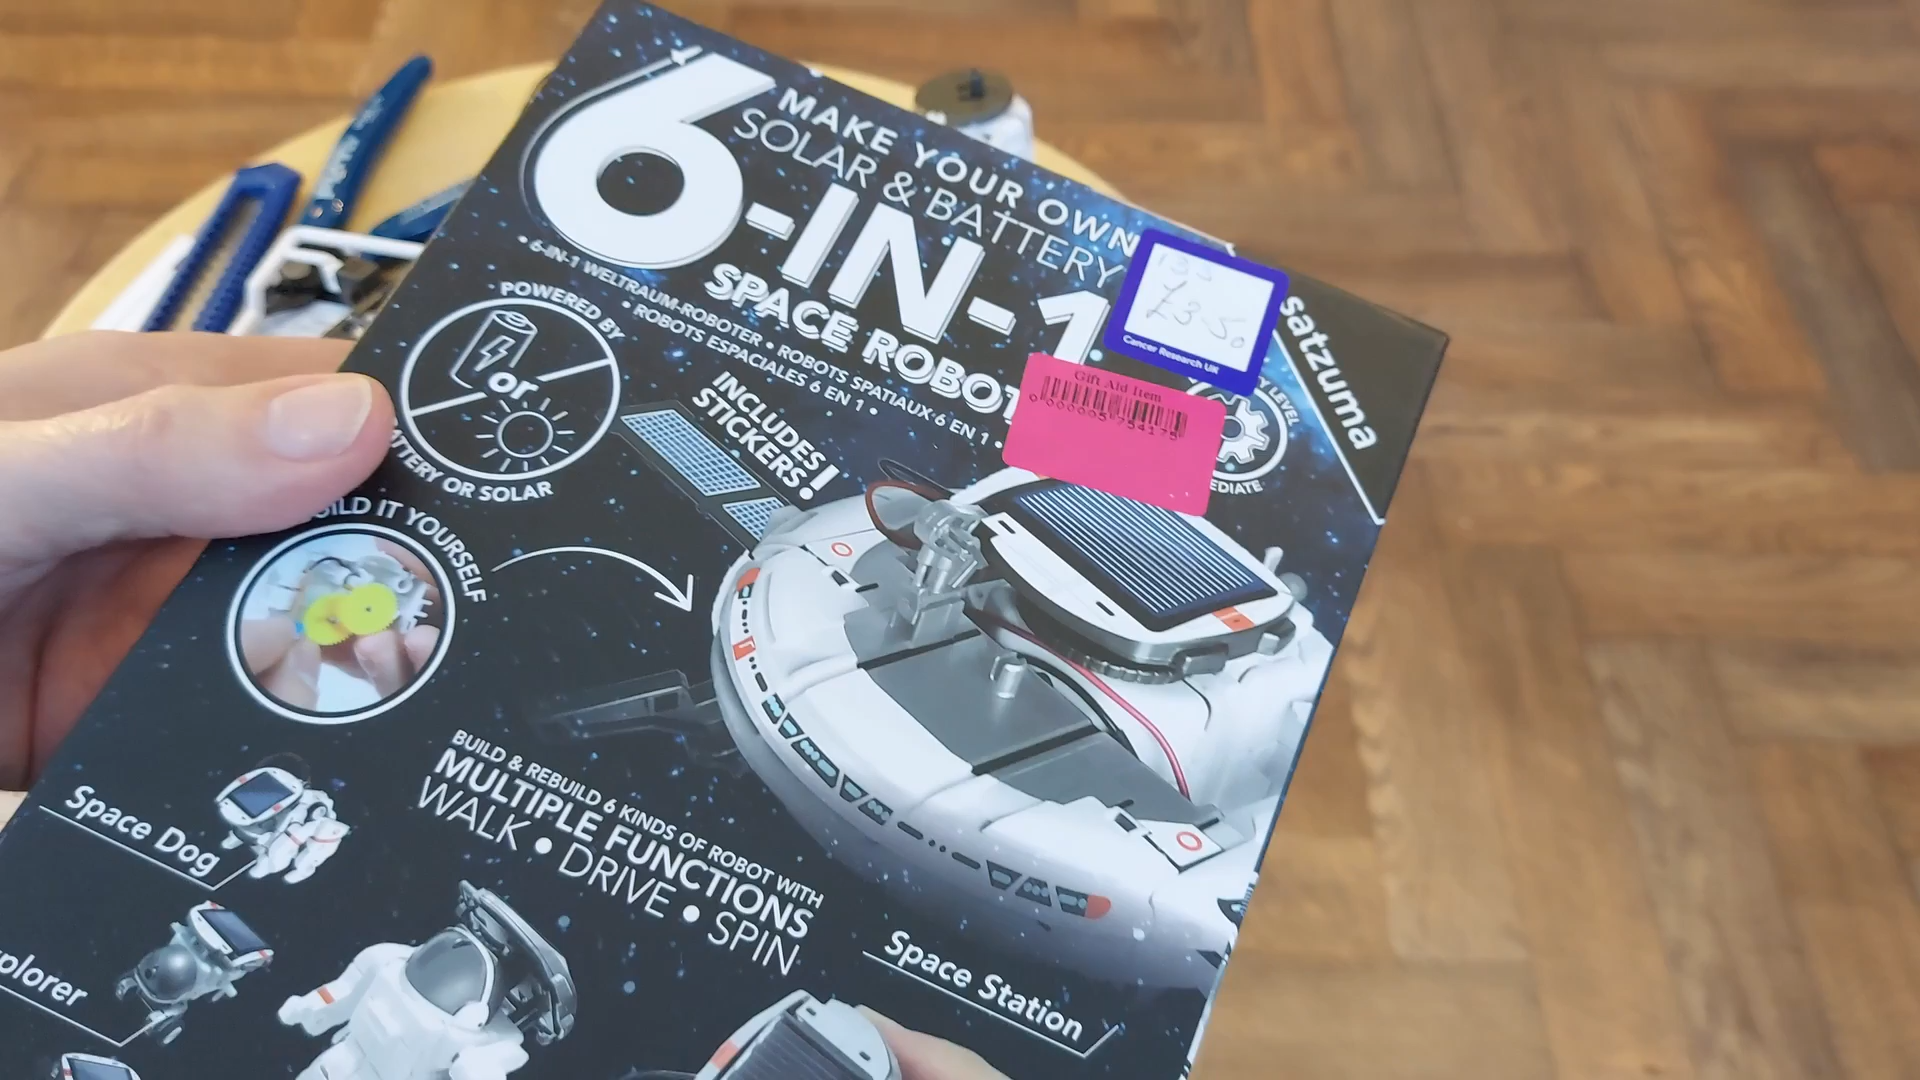 MAKE YOUR OWN
SOLAR & BATTERY
6-IN-1
SPACE ROBOT
• 6-IN-1 WELTRAUM-ROBOTER • ROBOTS SPATIAUX 6 EN 1 •
• ROBOTS ESPACIALES 6 EN 1 •
£3.50
Cancer Research UK
Gift Aid Item
satzuma
LEVEL
POWERED BY
or
BATTERY OR SOLAR
INCLUDES
STICKERS!
BUILD IT YOURSELF
BUILD & REBUILD 6 KINDS OF ROBOT WITH
MULTIPLE FUNCTIONS
WALK • DRIVE • SPIN
Space Dog
Space Station